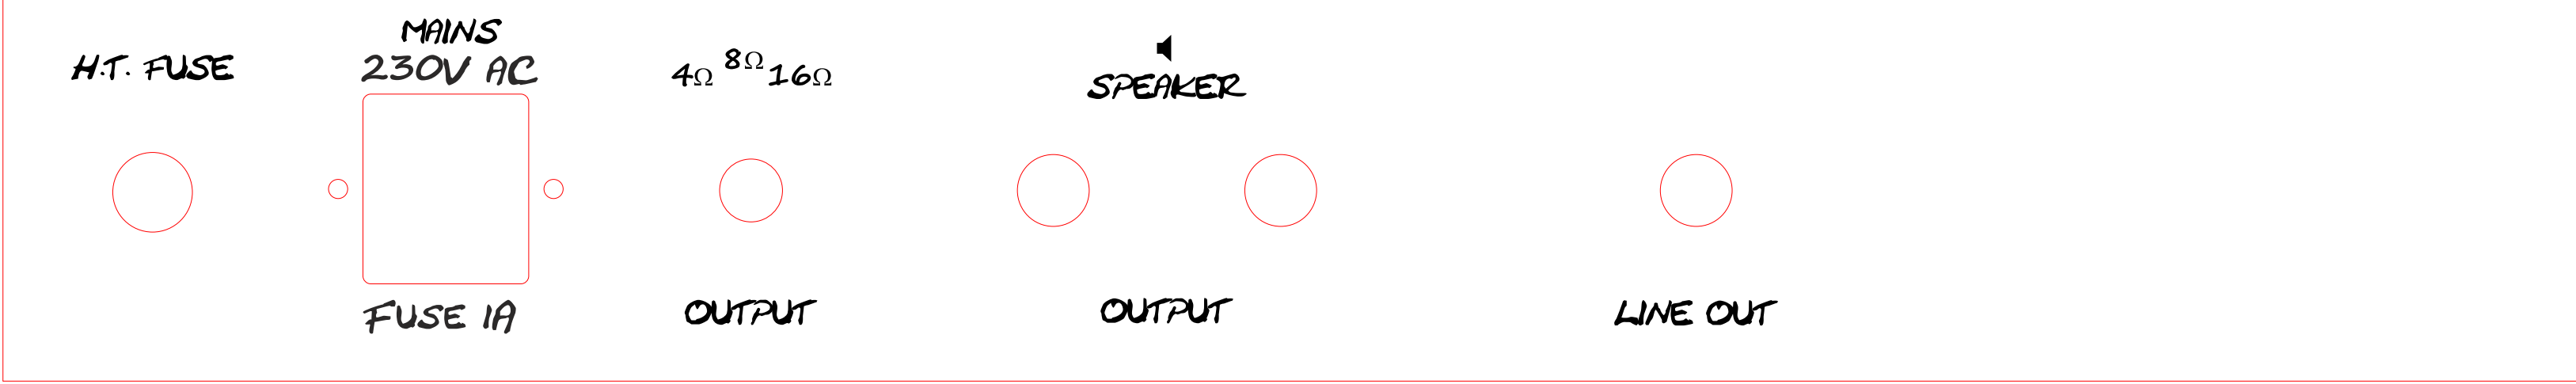 H.T. FUSE
MAINS
230V AC
4Ω 8Ω 16Ω
SPEAKER
FUSE 1A
OUTPUT
OUTPUT
LINE OUT